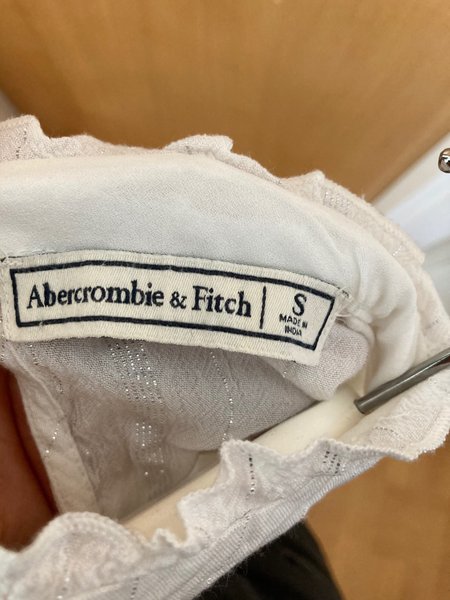 Abercrombie & Fitch
S
MADE IN
INDIA